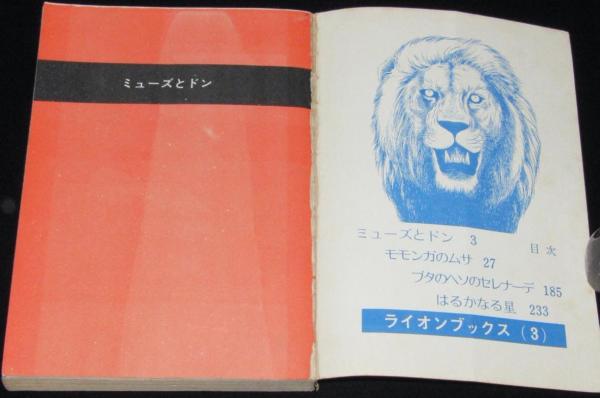 ミューズとドン
目次
ミューズとドン 3
モモンガのムサ 27
ブタのヘソのセレナーデ 185
はるかなる星 233
ライオンブックス(3)